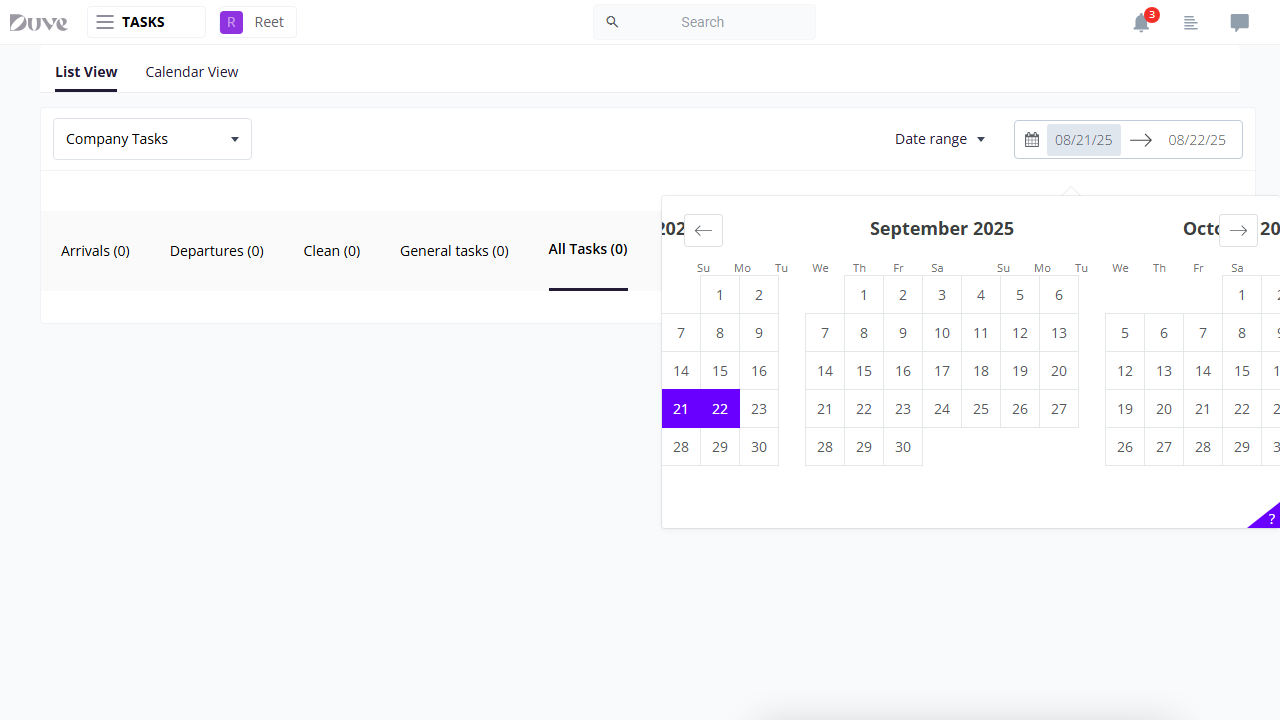 Duve
TASKS
R Reet
Search
3
List View
Calendar View
Company Tasks
Date range
08/21/25
08/22/25
Arrivals (0)
Departures (0)
Clean (0)
General tasks (0)
All Tasks (0)
202
September 2025
Octo
20
Su Mo Tu We Th Fr Sa Su Mo Tu We Th Fr Sa
1 2 1 2 3 4 5 6 1 2
7 8 9 7 8 9 10 11 12 13 5 6 7 8 9
14 15 16 14 15 16 17 18 19 20 12 13 14 15 1
21 22 23 21 22 23 24 25 26 27 19 20 21 22 2
28 29 30 28 29 30 26 27 28 29 3
?